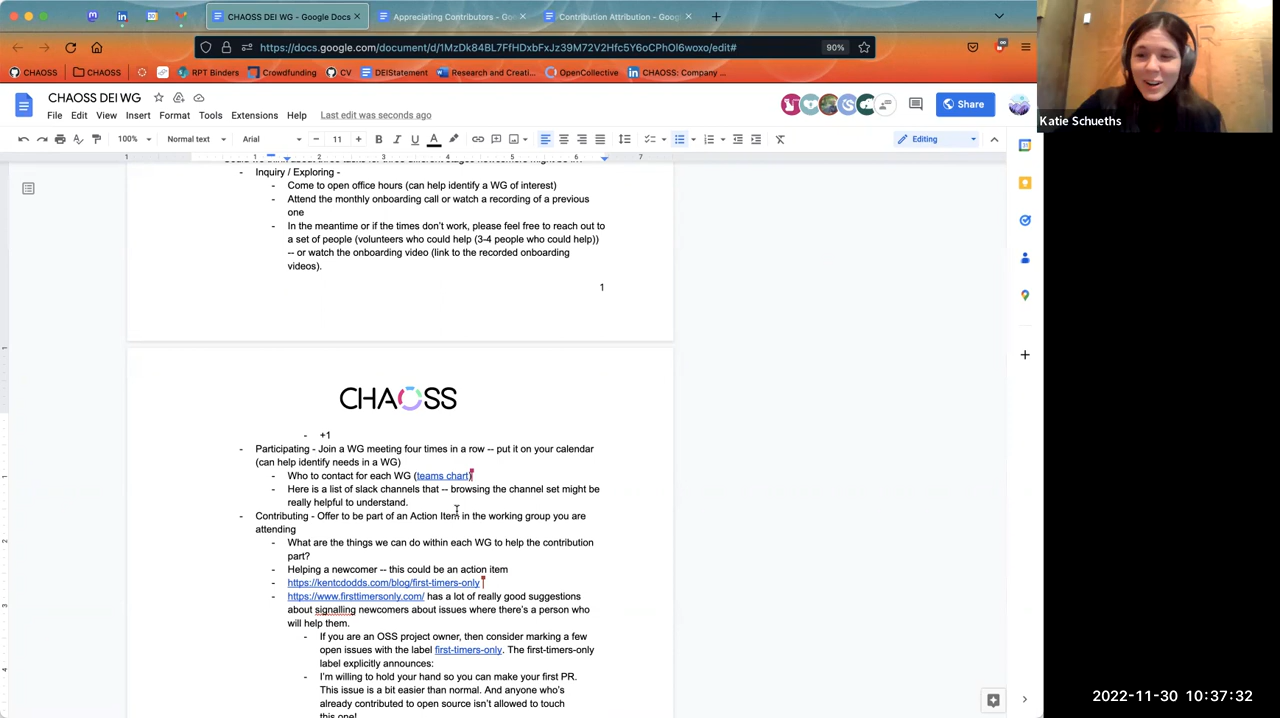 CHAOSS DEI WG - Google Docs
Appreciating Contributors - Go
Contribution Attribution - Goog
https://docs.google.com/document/d/1MzDk84BL7FfHDxbFxJz39M72V2Hfc5Y6oCPhOl6woxo/edit#
90%
CHAOSS
CHAOSS
RPT Binders
Crowdfunding
CV
DEIStatement
Research and Creati...
OpenCollective
CHAOSS: Company ...
CHAOSS DEI WG
File Edit View Insert Format Tools Extensions Help
Last edit was seconds ago
Share
100%
Normal text
Arial
11
Editing
- Inquiry / Exploring -
- Come to open office hours (can help identify a WG of interest)
- Attend the monthly onboarding call or watch a recording of a previous
one
- In the meantime or if the times don't work, please feel free to reach out to
a set of people (volunteers who could help (3-4 people who could help))
-- or watch the onboarding video (link to the recorded onboarding
videos).
1
CHAOSS
- +1
- Participating - Join a WG meeting four times in a row -- put it on your calendar
(can help identify needs in a WG)
- Who to contact for each WG (teams chart)
- Here is a list of slack channels that -- browsing the channel set might be
really helpful to understand.
- Contributing - Offer to be part of an Action Item in the working group you are
attending
- What are the things we can do within each WG to help the contribution
part?
- Helping a newcomer -- this could be an action item
- https://kentcdodds.com/blog/first-timers-only
- https://www.firsttimersonly.com/ has a lot of really good suggestions
about signalling newcomers about issues where there's a person who
will help them.
- If you are an OSS project owner, then consider marking a few
open issues with the label first-timers-only. The first-timers-only
label explicitly announces:
- I'm willing to hold your hand so you can make your first PR.
This issue is a bit easier than normal. And anyone who's
already contributed to open source isn't allowed to touch
this one!
Katie Schueths
2022-11-30 10:37:32